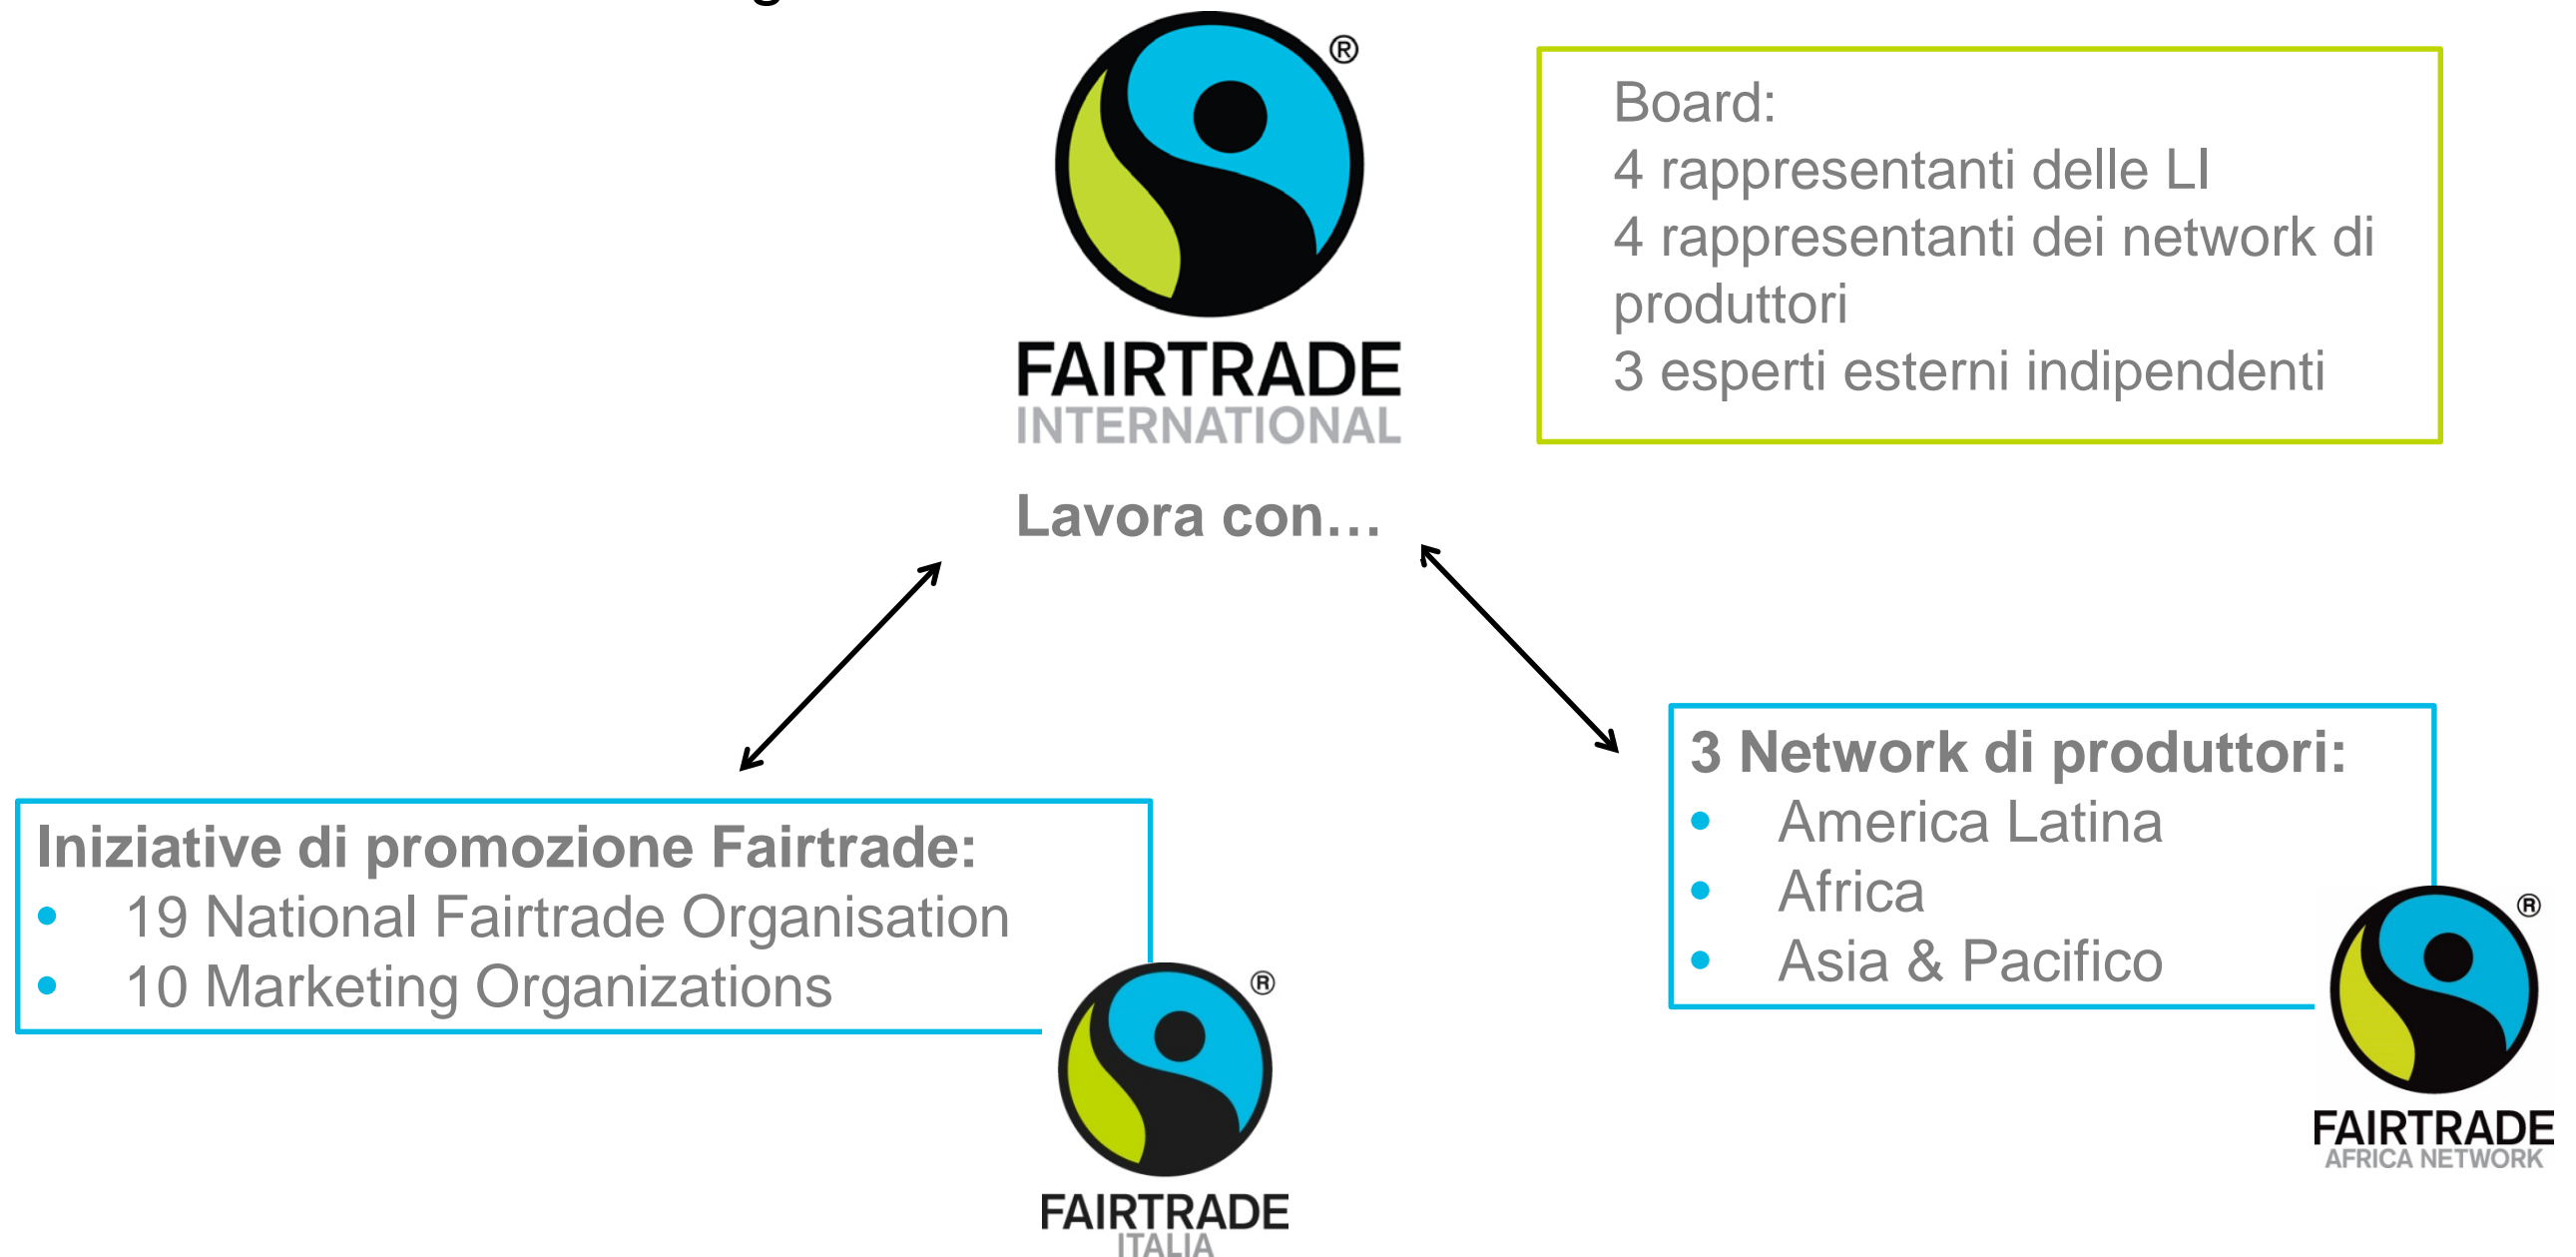 ®
FAIRTRADE
INTERNATIONAL
Board:
4 rappresentanti delle LI
4 rappresentanti dei network di
produttori
3 esperti esterni indipendenti
Lavora con…
Iniziative di promozione Fairtrade:
• 19 National Fairtrade Organisation
• 10 Marketing Organizations
®
FAIRTRADE
ITALIA
3 Network di produttori:
• America Latina
• Africa
• Asia & Pacifico
®
FAIRTRADE
AFRICA NETWORK